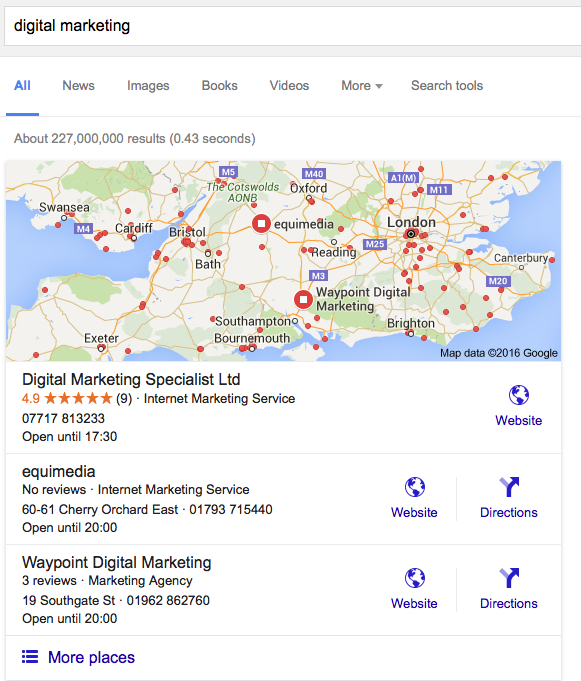 digital marketing
All News Images Books Videos More Search tools
About 227,000,000 results (0.43 seconds)
M5 M40 A1(M)
The Cotswolds AONB Oxford M11
Swansea
M4 Cardiff Bristol equimedia London
M25
Bath Reading Canterbury
M3 M20
Waypoint Digital
Marketing
Southampton Brighton
Exeter Bournemouth
Map data ©2016 Google
Digital Marketing Specialist Ltd
4.9 (9) · Internet Marketing Service
07717 813233
Website
Open until 17:30
equimedia
No reviews · Internet Marketing Service
60-61 Cherry Orchard East · 01793 715440
Website Directions
Open until 20:00
Waypoint Digital Marketing
3 reviews · Marketing Agency
19 Southgate St · 01962 862760
Website Directions
Open until 20:00
More places